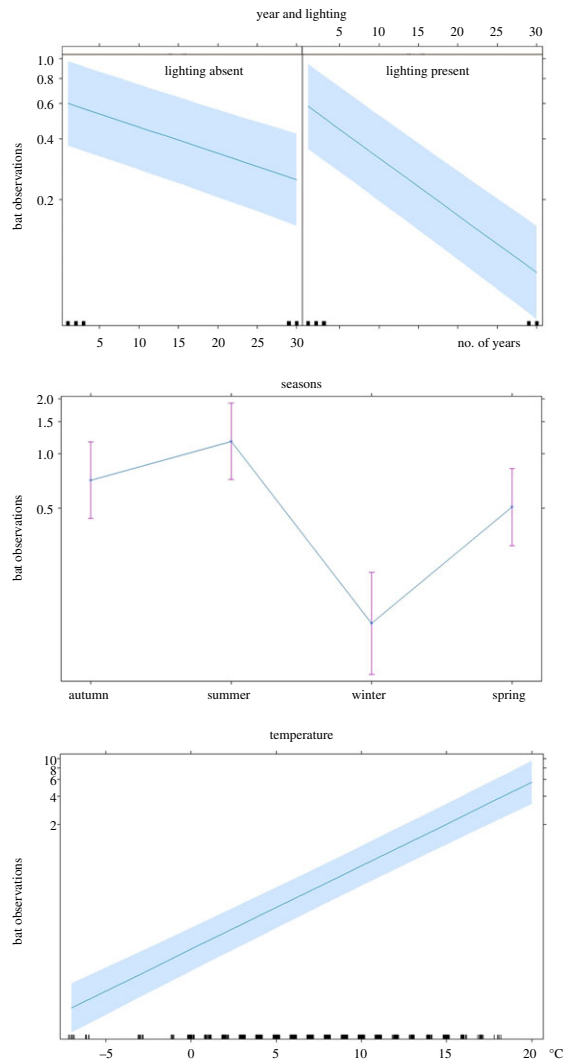 year and lighting
5 10 15 20 25 30
lighting absent lighting present
1.0
0.8
0.6
0.4
0.2
bat observations
5 10 15 20 25 30 no. of years
seasons
2.0
1.5
1.0
0.5
bat observations
autumn summer winter spring
temperature
10
8
6
4
2
bat observations
–5 0 5 10 15 20 °C